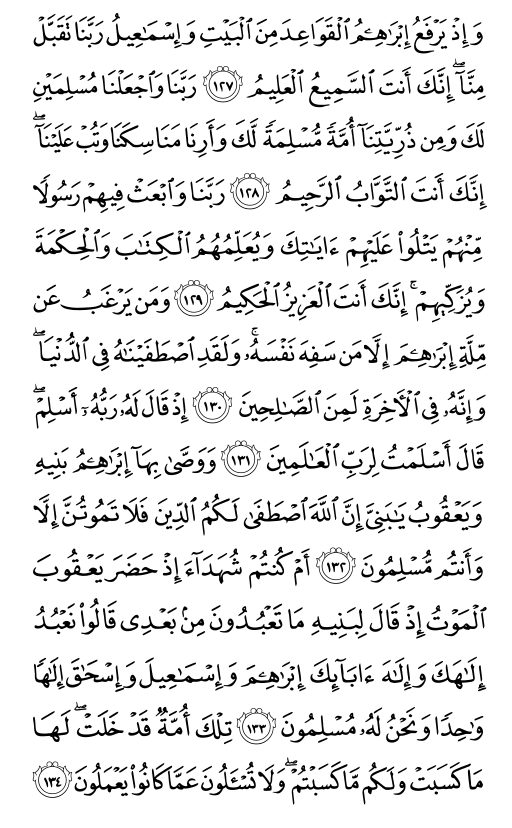 وَإِذْ يَرْفَعُ إِبْرَٰهِـۧمُ ٱلْقَوَاعِدَ مِنَ ٱلْبَيْتِ وَإِسْمَٰعِيلُ رَبَّنَا تَقَبَّلْ
مِنَّآ ۖ إِنَّكَ أَنتَ ٱلسَّمِيعُ ٱلْعَلِيمُ ١٢٧ رَبَّنَا وَٱجْعَلْنَا مُسْلِمَيْنِ
لَكَ وَمِن ذُرِّيَّتِنَآ أُمَّةً مُّسْلِمَةً لَّكَ وَأَرِنَا مَنَاسِكَنَا وَتُبْ عَلَيْنَآ ۖ
إِنَّكَ أَنتَ ٱلتَّوَّابُ ٱلرَّحِيمُ ١٢٨ رَبَّنَا وَٱبْعَثْ فِيهِمْ رَسُولًا
مِّنْهُمْ يَتْلُوا۟ عَلَيْهِمْ ءَايَٰتِكَ وَيُعَلِّمُهُمُ ٱلْكِتَٰبَ وَٱلْحِكْمَةَ
وَيُزَكِّيهِمْ ۚ إِنَّكَ أَنتَ ٱلْعَزِيزُ ٱلْحَكِيمُ ١٢٩ وَمَن يَرْغَبُ عَن
مِّلَّةِ إِبْرَٰهِـۧمَ إِلَّا مَن سَفِهَ نَفْسَهُۥ ۚ وَلَقَدِ ٱصْطَفَيْنَٰهُ فِى ٱلدُّنْيَا ۖ
وَإِنَّهُۥ فِى ٱلْءَاخِرَةِ لَمِنَ ٱلصَّٰلِحِينَ ١٣٠ إِذْ قَالَ لَهُۥ رَبُّهُۥٓ أَسْلِمْ ۖ
قَالَ أَسْلَمْتُ لِرَبِّ ٱلْعَٰلَمِينَ ١٣١ وَوَصَّىٰ بِهَآ إِبْرَٰهِـۧمُ بَنِيهِ
وَيَعْقُوبُ يَٰبَنِىَّ إِنَّ ٱللَّهَ ٱصْطَفَىٰ لَكُمُ ٱلدِّينَ فَلَا تَمُوتُنَّ إِلَّا
وَأَنتُم مُّسْلِمُونَ ١٣٢ أَمْ كُنتُمْ شُهَدَآءَ إِذْ حَضَرَ يَعْقُوبَ
ٱلْمَوْتُ إِذْ قَالَ لِبَنِيهِ مَا تَعْبُدُونَ مِنۢ بَعْدِى قَالُوا۟ نَعْبُدُ
إِلَٰهَكَ وَإِلَٰهَ ءَابَآئِكَ إِبْرَٰهِـۧمَ وَإِسْمَٰعِيلَ وَإِسْحَٰقَ إِلَٰهًا
وَٰحِدًا وَنَحْنُ لَهُۥ مُسْلِمُونَ ١٣٣ تِلْكَ أُمَّةٌ قَدْ خَلَتْ ۖ لَهَا
مَا كَسَبَتْ وَلَكُم مَّا كَسَبْتُمْ ۖ وَلَا تُسْـَٔلُونَ عَمَّا كَانُوا۟ يَعْمَلُونَ ١٣٤